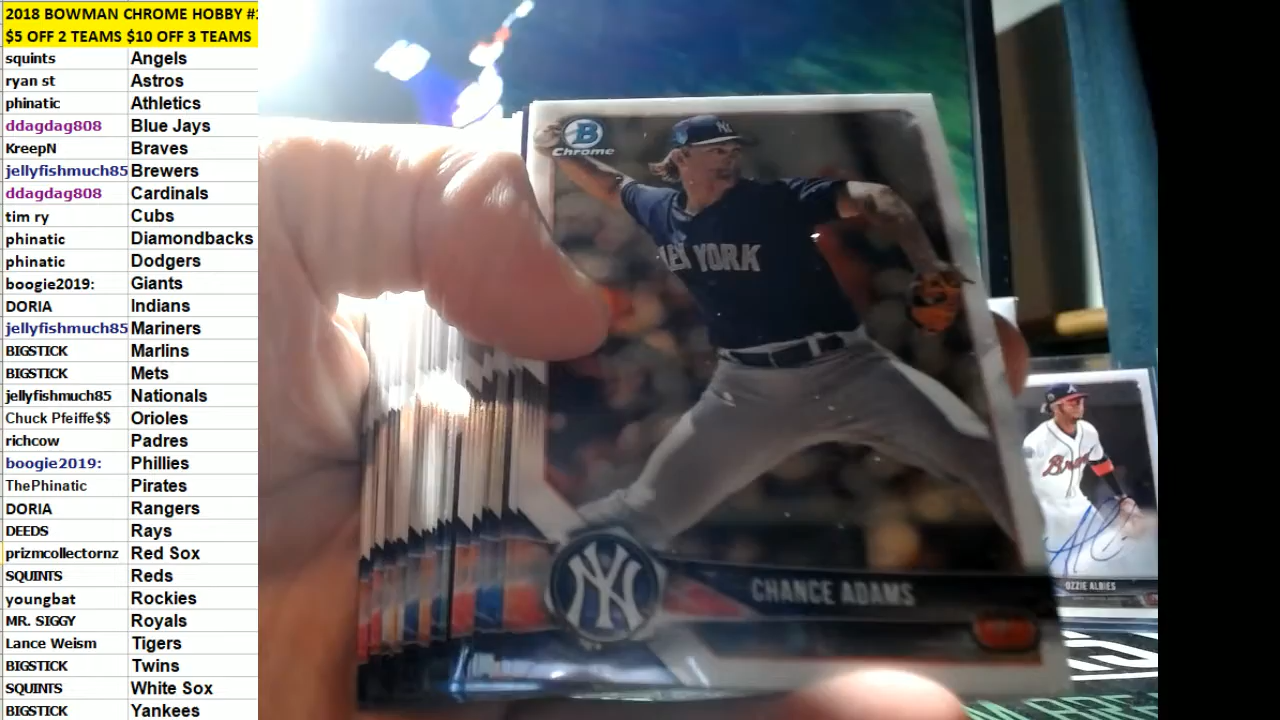 2018 BOWMAN CHROME HOBBY #
$5 OFF 2 TEAMS $10 OFF 3 TEAMS
squints Angels
ryan st Astros
phinatic Athletics
ddagdag808 Blue Jays
KreepN Braves
jellyfishmuch85 Brewers
ddagdag808 Cardinals
tim ry Cubs
phinatic Diamondbacks
phinatic Dodgers
boogie2019: Giants
DORIA Indians
jellyfishmuch85 Mariners
BIGSTICK Marlins
BIGSTICK Mets
jellyfishmuch85 Nationals
Chuck Pfeiffe$$ Orioles
richcow Padres
boogie2019: Phillies
ThePhinatic Pirates
DORIA Rangers
DEEDS Rays
prizmcollectornz Red Sox
SQUINTS Reds
youngbat Rockies
MR. SIGGY Royals
Lance Weism Tigers
BIGSTICK Twins
SQUINTS White Sox
BIGSTICK Yankees
B
Chrome
NY
NEW YORK
NY
CHANCE ADAMS
OZZIE ALBIES